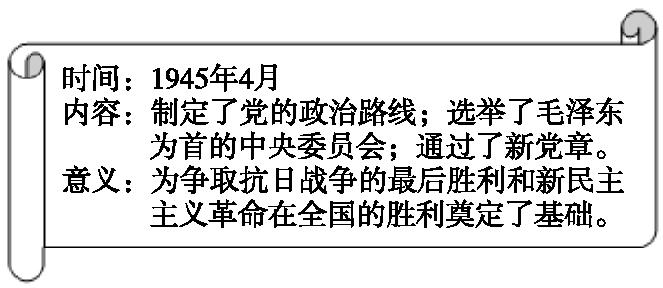 时间：1945年4月
内容：制定了党的政治路线；选举了毛泽东
为首的中央委员会；通过了新党章。
意义：为争取抗日战争的最后胜利和新民主
主义革命在全国的胜利奠定了基础。